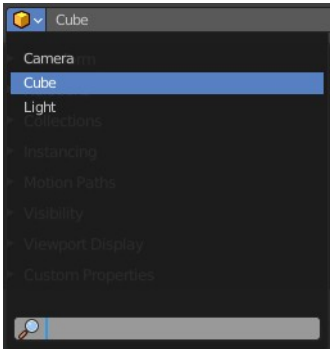 Cube
Camera
Cube
Light
Collections
Instancing
Motion Paths
Visibility
Viewport Display
Custom Properties